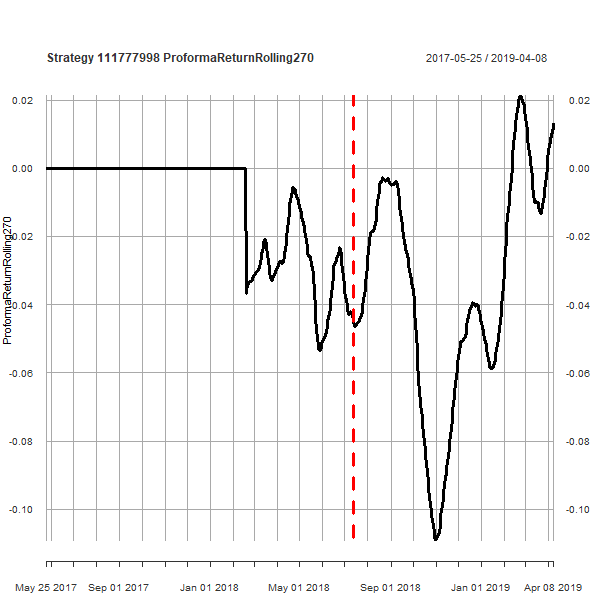 Strategy 111777998 ProformaReturnRolling270
2017-05-25 / 2019-04-08
0.02 0.02
0.00 0.00
-0.02 -0.02
-0.04 -0.04
-0.06 -0.06
-0.08 -0.08
-0.10 -0.10
ProformaReturnRolling270
May 25 2017 Sep 01 2017 Jan 01 2018 May 01 2018 Sep 01 2018 Jan 01 2019 Apr 08 2019